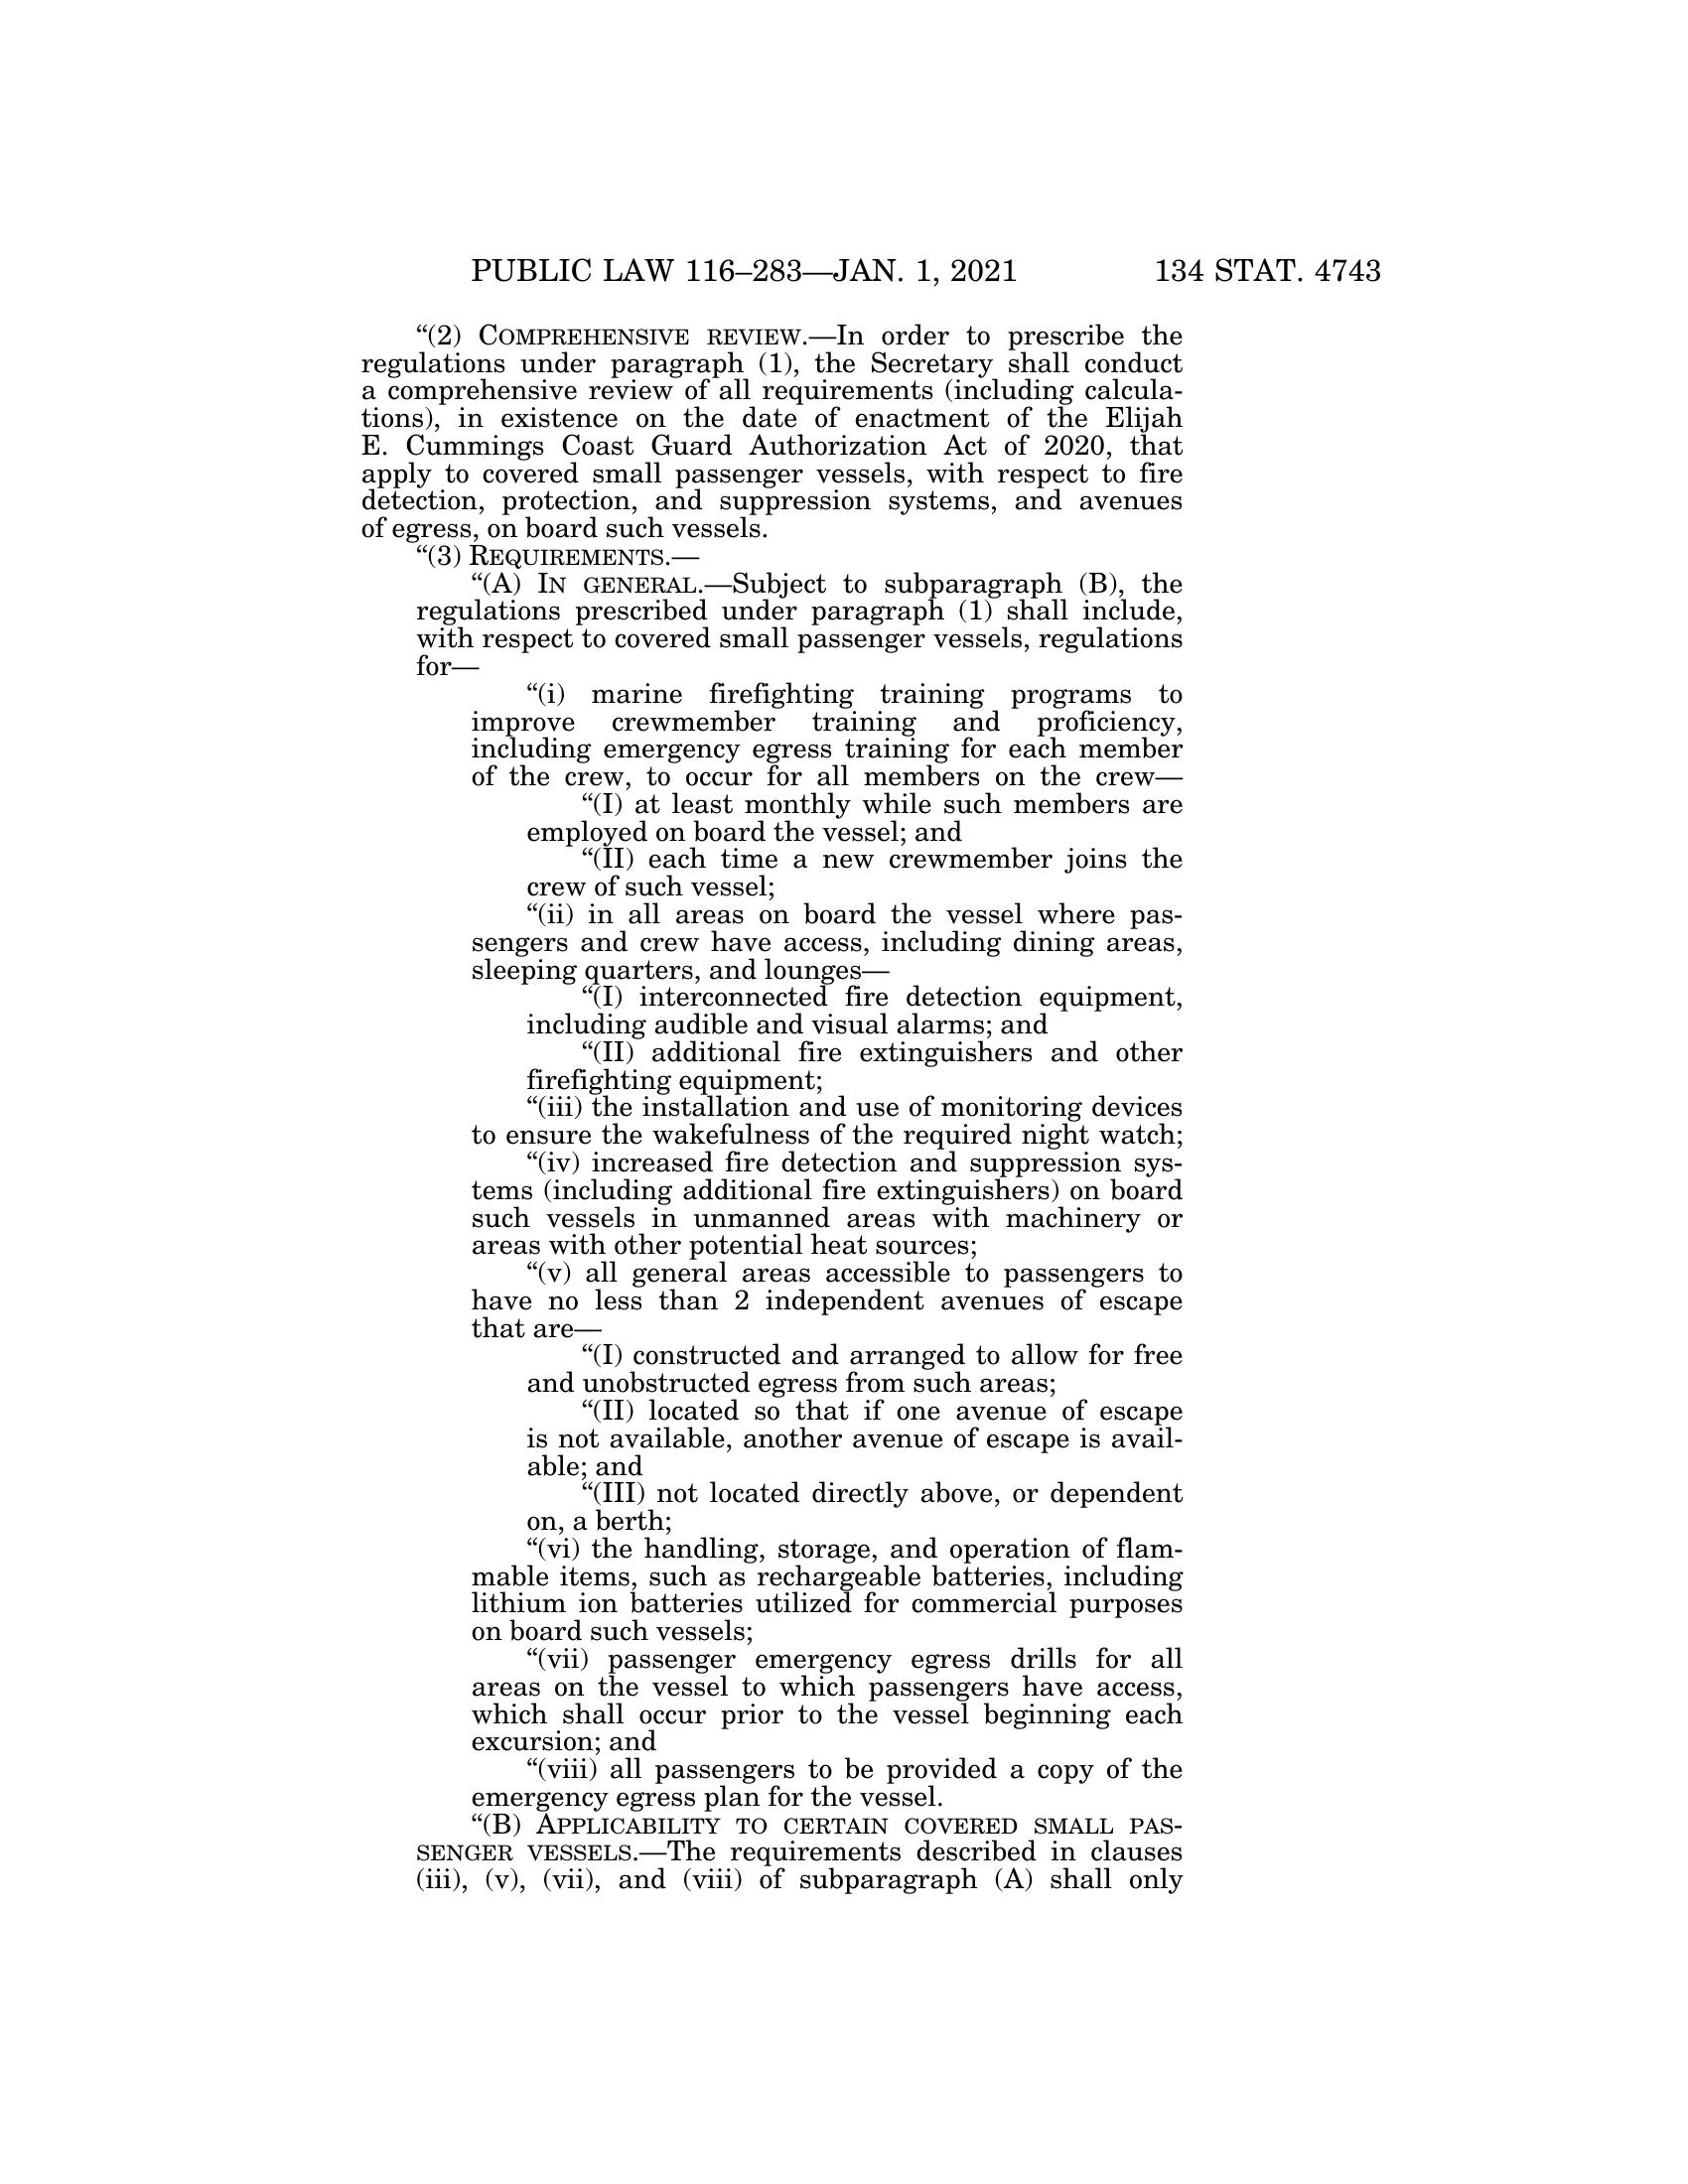 PUBLIC LAW 116–283—JAN. 1, 2021 134 STAT. 4743
“(2) COMPREHENSIVE REVIEW.—In order to prescribe the
regulations under paragraph (1), the Secretary shall conduct
a comprehensive review of all requirements (including calcula-
tions), in existence on the date of enactment of the Elijah
E. Cummings Coast Guard Authorization Act of 2020, that
apply to covered small passenger vessels, with respect to fire
detection, protection, and suppression systems, and avenues
of egress, on board such vessels.
“(3) REQUIREMENTS.—
“(A) IN GENERAL.—Subject to subparagraph (B), the
regulations prescribed under paragraph (1) shall include,
with respect to covered small passenger vessels, regulations
for—
“(i) marine firefighting training programs to
improve crewmember training and proficiency,
including emergency egress training for each member
of the crew, to occur for all members on the crew—
“(I) at least monthly while such members are
employed on board the vessel; and
“(II) each time a new crewmember joins the
crew of such vessel;
“(ii) in all areas on board the vessel where pas-
sengers and crew have access, including dining areas,
sleeping quarters, and lounges—
“(I) interconnected fire detection equipment,
including audible and visual alarms; and
“(II) additional fire extinguishers and other
firefighting equipment;
“(iii) the installation and use of monitoring devices
to ensure the wakefulness of the required night watch;
“(iv) increased fire detection and suppression sys-
tems (including additional fire extinguishers) on board
such vessels in unmanned areas with machinery or
areas with other potential heat sources;
“(v) all general areas accessible to passengers to
have no less than 2 independent avenues of escape
that are—
“(I) constructed and arranged to allow for free
and unobstructed egress from such areas;
“(II) located so that if one avenue of escape
is not available, another avenue of escape is avail-
able; and
“(III) not located directly above, or dependent
on, a berth;
“(vi) the handling, storage, and operation of flam-
mable items, such as rechargeable batteries, including
lithium ion batteries utilized for commercial purposes
on board such vessels;
“(vii) passenger emergency egress drills for all
areas on the vessel to which passengers have access,
which shall occur prior to the vessel beginning each
excursion; and
“(viii) all passengers to be provided a copy of the
emergency egress plan for the vessel.
“(B) APPLICABILITY TO CERTAIN COVERED SMALL PAS-
SENGER VESSELS.—The requirements described in clauses
(iii), (v), (vii), and (viii) of subparagraph (A) shall only